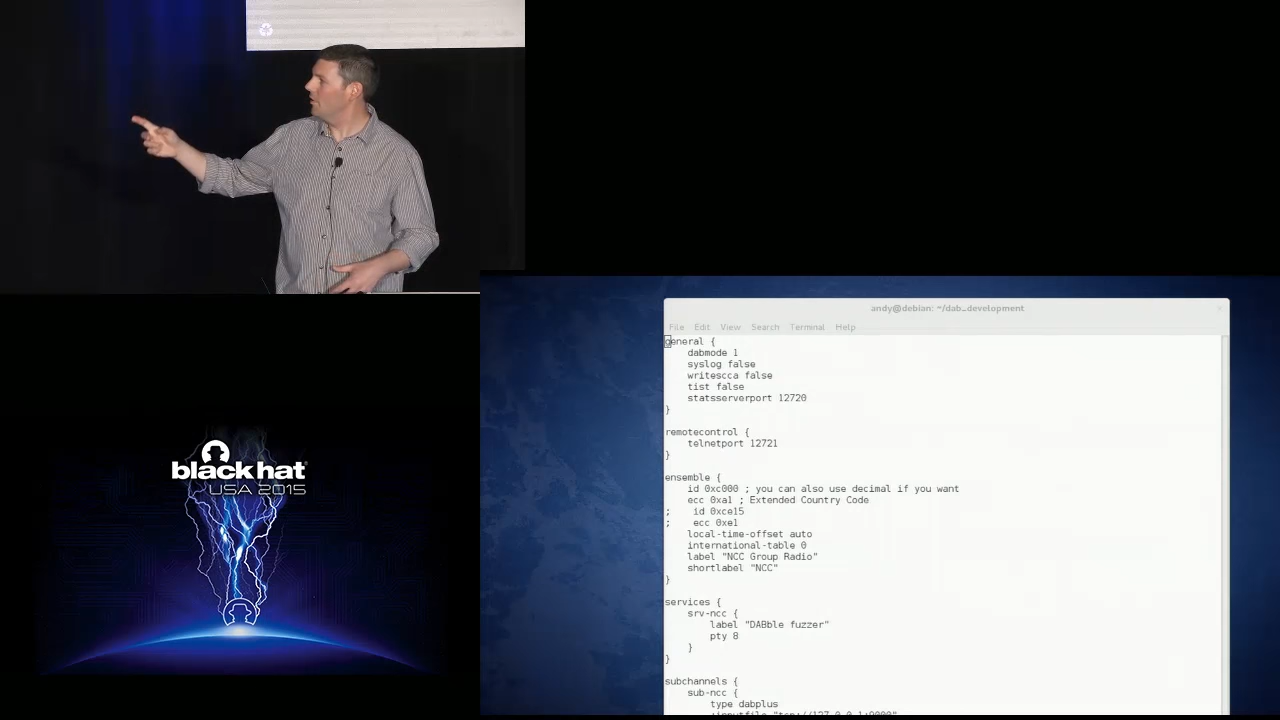 andy@debian: ~/dab_development
File Edit View Search Terminal Help
general {
dabmode 1
syslog false
writescca false
tist false
statsserverport 12720
}
remotecontrol {
telnetport 12721
}
ensemble {
id 0xc000 ; you can also use decimal if you want
ecc 0xa1 ; Extended Country Code
; id 0xce15
; ecc 0xe1
local-time-offset auto
international-table 0
label "NCC Group Radio"
shortlabel "NCC"
}
services {
srv-ncc {
label "DABble fuzzer"
pty 8
}
}
subchannels {
sub-ncc {
type dabplus
black hat
USA 2015